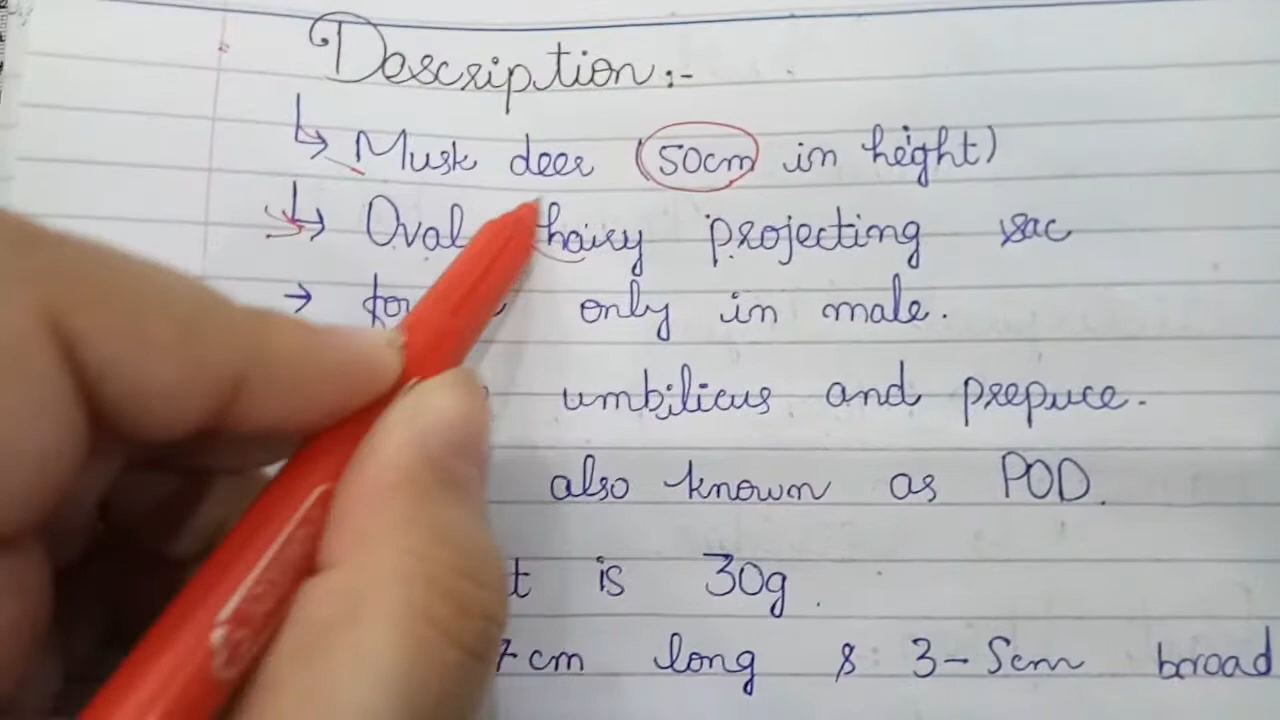 Description :-
↳ Musk deer (50cm in height)
↳ Oval hairy projecting sac
→ only in male.
umbilicus and prepuce.
also known as POD.
is 30g.
7cm long & 3-5cm broad